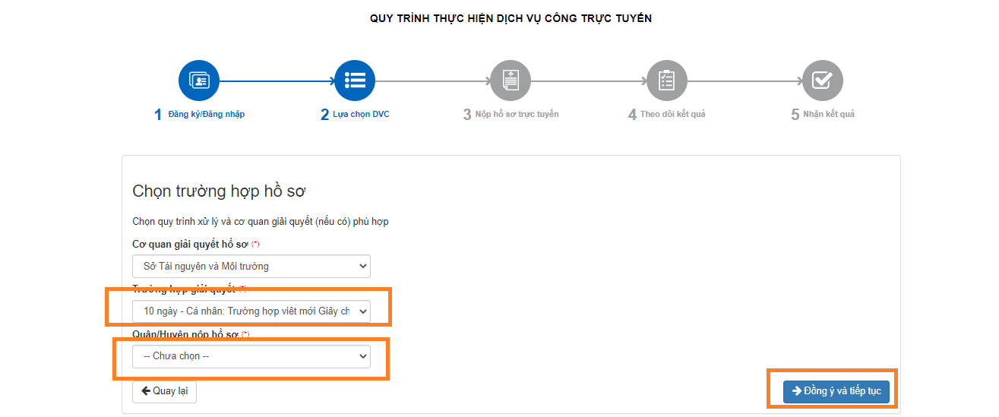 QUY TRÌNH THỰC HIỆN DỊCH VỤ CÔNG TRỰC TUYẾN
1 Đăng ký/Đăng nhập
2 Lựa chọn DVC
3 Nộp hồ sơ trực tuyến
4 Theo dõi kết quả
5 Nhận kết quả
Chọn trường hợp hồ sơ
Chọn quy trình xử lý và cơ quan giải quyết (nếu có) phù hợp
Cơ quan giải quyết hồ sơ (*)
Sở Tài nguyên và Môi trường
Trường hợp giải quyết (*)
10 ngày - Cá nhân: Trường hợp viết mới Giấy ch
Quận/Huyện nộp hồ sơ (*)
-- Chưa chọn --
Quay lại
Đồng ý và tiếp tục